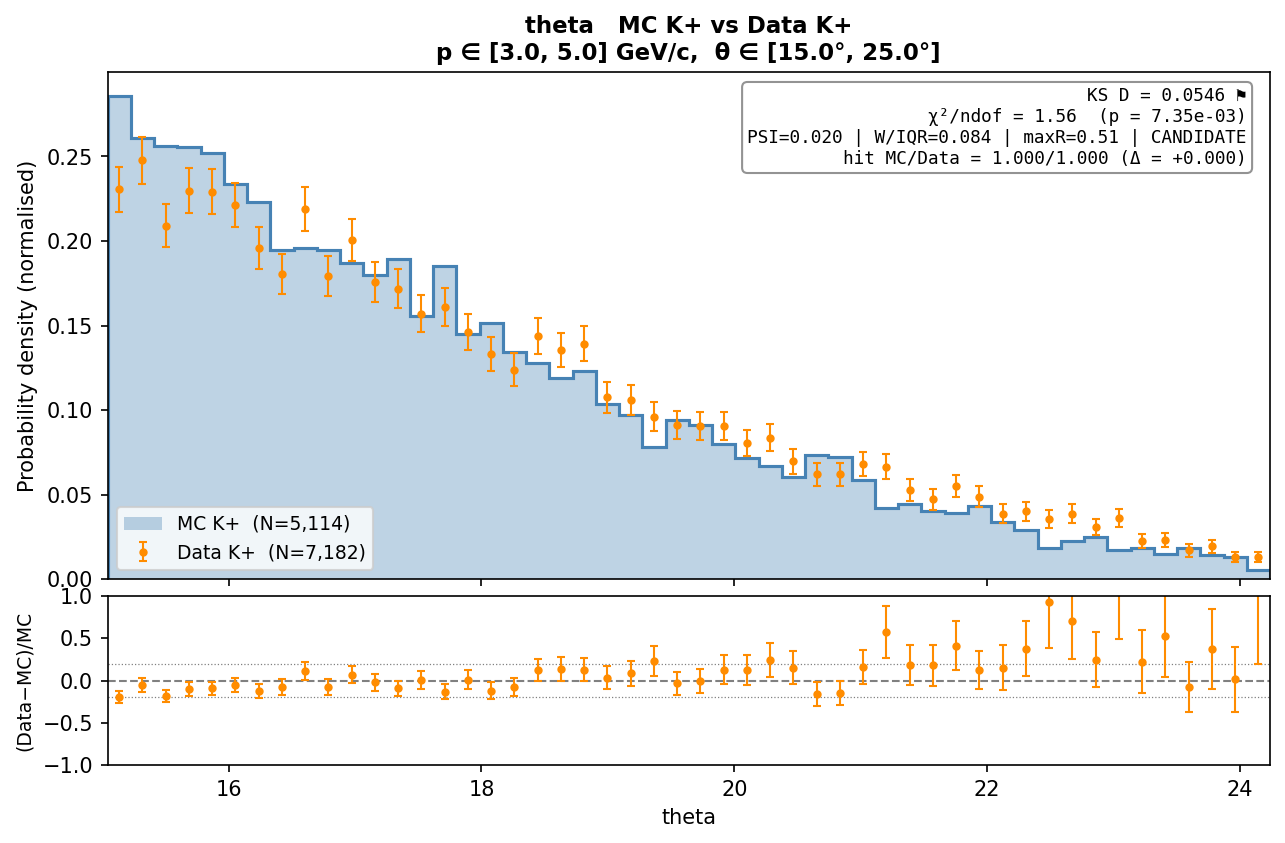 theta   MC K+ vs Data K+
p ∈ [3.0, 5.0] GeV/c,  θ ∈ [15.0°, 25.0°]
KS D = 0.0546 ⚑
χ²/ndof = 1.56  (p = 7.35e-03)
PSI=0.020 | W/IQR=0.084 | maxR=0.51 | CANDIDATE
hit MC/Data = 1.000/1.000 (Δ = +0.000)
Probability density (normalised)
0.25
0.20
0.15
0.10
0.05
0.00
MC K+  (N=5,114)
Data K+  (N=7,182)
(Data−MC)/MC
1.0
0.5
0.0
−0.5
−1.0
16 18 20 22 24
theta